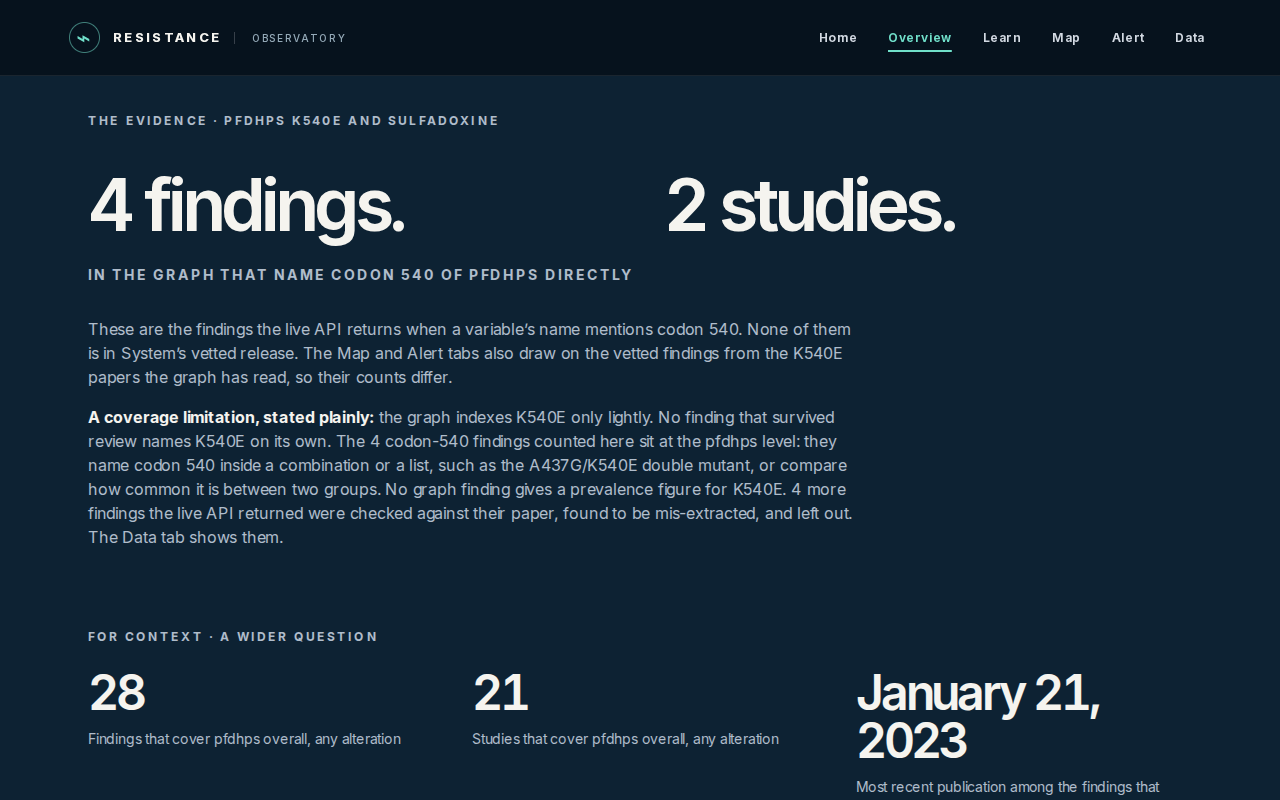 RESISTANCE OBSERVATORY Home Overview Learn Map Alert Data
THE EVIDENCE · PFDHPS K540E AND SULFADOXINE
4 findings. 2 studies.
IN THE GRAPH THAT NAME CODON 540 OF PFDHPS DIRECTLY
These are the findings the live API returns when a variable’s name mentions codon 540. None of them
is in System’s vetted release. The Map and Alert tabs also draw on the vetted findings from the K540E
papers the graph has read, so their counts differ.
A coverage limitation, stated plainly: the graph indexes K540E only lightly. No finding that survived
review names K540E on its own. The 4 codon-540 findings counted here sit at the pfdhps level: they
name codon 540 inside a combination or a list, such as the A437G/K540E double mutant, or compare
how common it is between two groups. No graph finding gives a prevalence figure for K540E. 4 more
findings the live API returned were checked against their paper, found to be mis-extracted, and left out.
The Data tab shows them.
FOR CONTEXT · A WIDER QUESTION
28
Findings that cover pfdhps overall, any alteration
21
Studies that cover pfdhps overall, any alteration
January 21,
2023
Most recent publication among the findings that